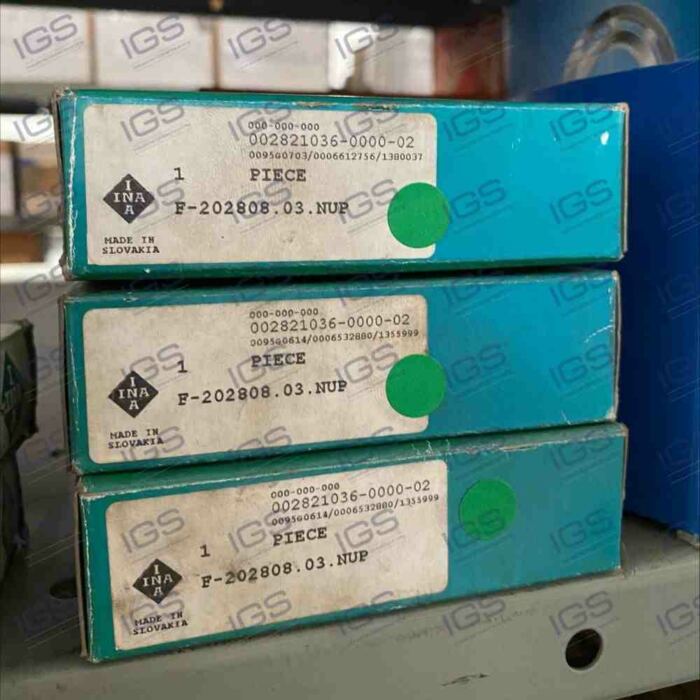 000-000-000
002821036-0000-02
0095G0703/0006612756/1380037
1 PIECE
I
INA
A
F-202808.03.NUP
MADE IN
SLOVAKIA
000-000-000
002821036-0000-02
0095G0614/0006532880/1355999
1 PIECE
I
INA
A
F-202808.03.NUP
MADE IN
SLOVAKIA
000-000-000
002821036-0000-02
0095G0614/0006532880/1355999
1 PIECE
I
INA
A
F-202808.03.NUP
MADE IN
SLOVAKIA
IGS